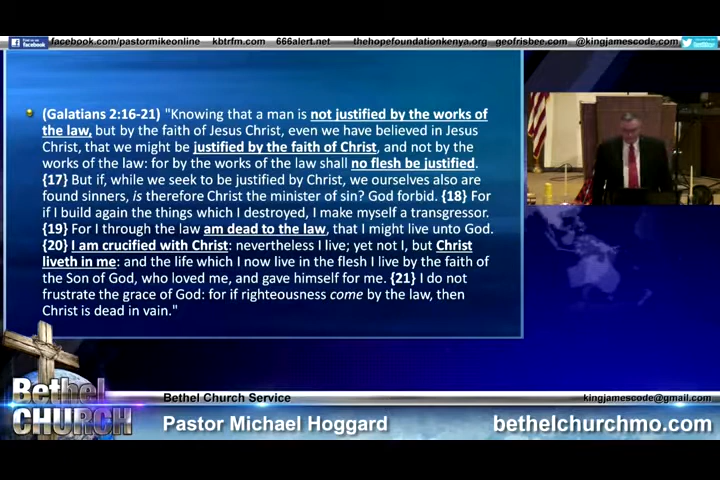 Find us on facebook facebook.com/pastormikeonline kbtrfm.com 666alert.net thehopefoundationkenya.org geofrisbee.com @kingjamescode.com twitter
(Galatians 2:16-21) "Knowing that a man is not justified by the works of
the law, but by the faith of Jesus Christ, even we have believed in Jesus
Christ, that we might be justified by the faith of Christ, and not by the
works of the law: for by the works of the law shall no flesh be justified.
{17} But if, while we seek to be justified by Christ, we ourselves also are
found sinners, is therefore Christ the minister of sin? God forbid. {18} For
if I build again the things which I destroyed, I make myself a transgressor.
{19} For I through the law am dead to the law, that I might live unto God.
{20} I am crucified with Christ: nevertheless I live; yet not I, but Christ
liveth in me: and the life which I now live in the flesh I live by the faith of
the Son of God, who loved me, and gave himself for me. {21} I do not
frustrate the grace of God: for if righteousness come by the law, then
Christ is dead in vain."
Bethel
CHURCH
Bethel Church Service kingjamescode@gmail.com
Pastor Michael Hoggard bethelchurchmo.com